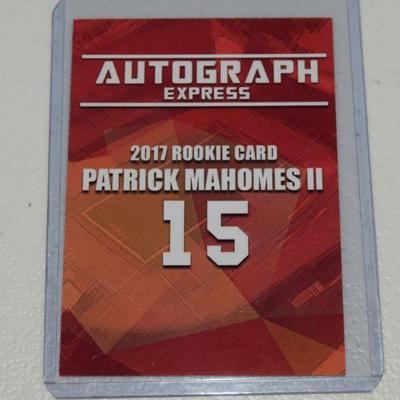 AUTOGRAPH
EXPRESS
2017 ROOKIE CARD
PATRICK MAHOMES II
15